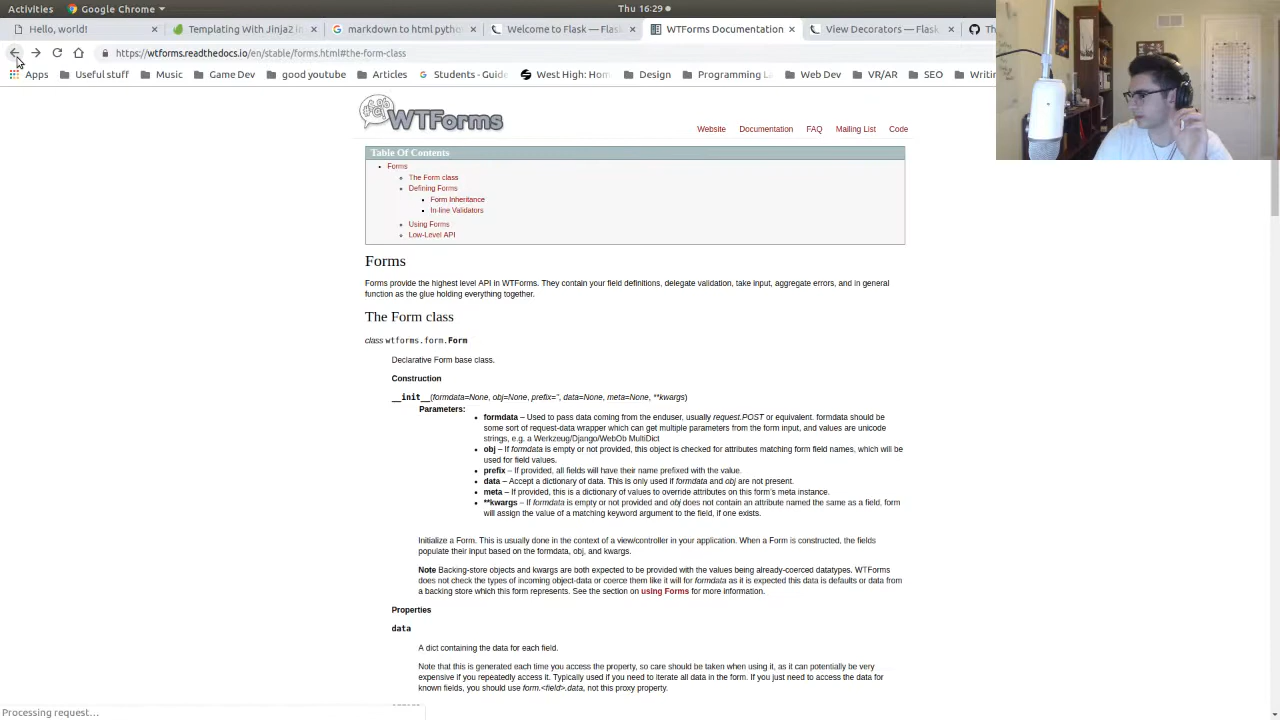 Activities
Google Chrome
Thu 16:29
Hello, world!
Templating With Jinja2 i
markdown to html python
Welcome to Flask — Flask
WTForms Documentation
View Decorators — Flask
Apps
Useful stuff
Music
Game Dev
good youtube
Articles
Students - Guide
West High: Hom
Design
Programming La
Web Dev
VR/AR
SEO
Writin
https://wtforms.readthedocs.io/en/stable/forms.html#the-form-class
WTForms
Website
Documentation
FAQ
Mailing List
Code
Table Of Contents
Forms
The Form class
Defining Forms
Form Inheritance
In-line Validators
Using Forms
Low-Level API
Forms
Forms provide the highest level API in WTForms. They contain your field definitions, delegate validation, take input, aggregate errors, and in general
function as the glue holding everything together.
The Form class
class wtforms.form.Form
Declarative Form base class.
Construction
__init__(formdata=None, obj=None, prefix='', data=None, meta=None, **kwargs)
Parameters:
formdata – Used to pass data coming from the enduser, usually request.POST or equivalent. formdata should be
some sort of request-data wrapper which can get multiple parameters from the form input, and values are unicode
strings, e.g. a Werkzeug/Django/WebOb MultiDict
obj – If formdata is empty or not provided, this object is checked for attributes matching form field names, which will be
used for field values.
prefix – If provided, all fields will have their name prefixed with the value.
data – Accept a dictionary of data. This is only used if formdata and obj are not present.
meta – If provided, this is a dictionary of values to override attributes on this form's meta instance.
**kwargs – If formdata is empty or not provided and obj does not contain an attribute named the same as a field, form
will assign the value of a matching keyword argument to the field, if one exists.
Initialize a Form. This is usually done in the context of a view/controller in your application. When a Form is constructed, the fields
populate their input based on the formdata, obj, and kwargs.
Note Backing-store objects and kwargs are both expected to be provided with the values being already-coerced datatypes. WTForms
does not check the types of incoming object-data or coerce them like it will for formdata as it is expected this data is defaults or data from
a backing store which this form represents. See the section on using Forms for more information.
Properties
data
A dict containing the data for each field.
Note that this is generated each time you access the property, so care should be taken when using it, as it can potentially be very
expensive if you repeatedly access it. Typically used if you need to iterate all data in the form. If you just need to access the data for
known fields, you should use form.<field>.data, not this proxy property.
Processing request…